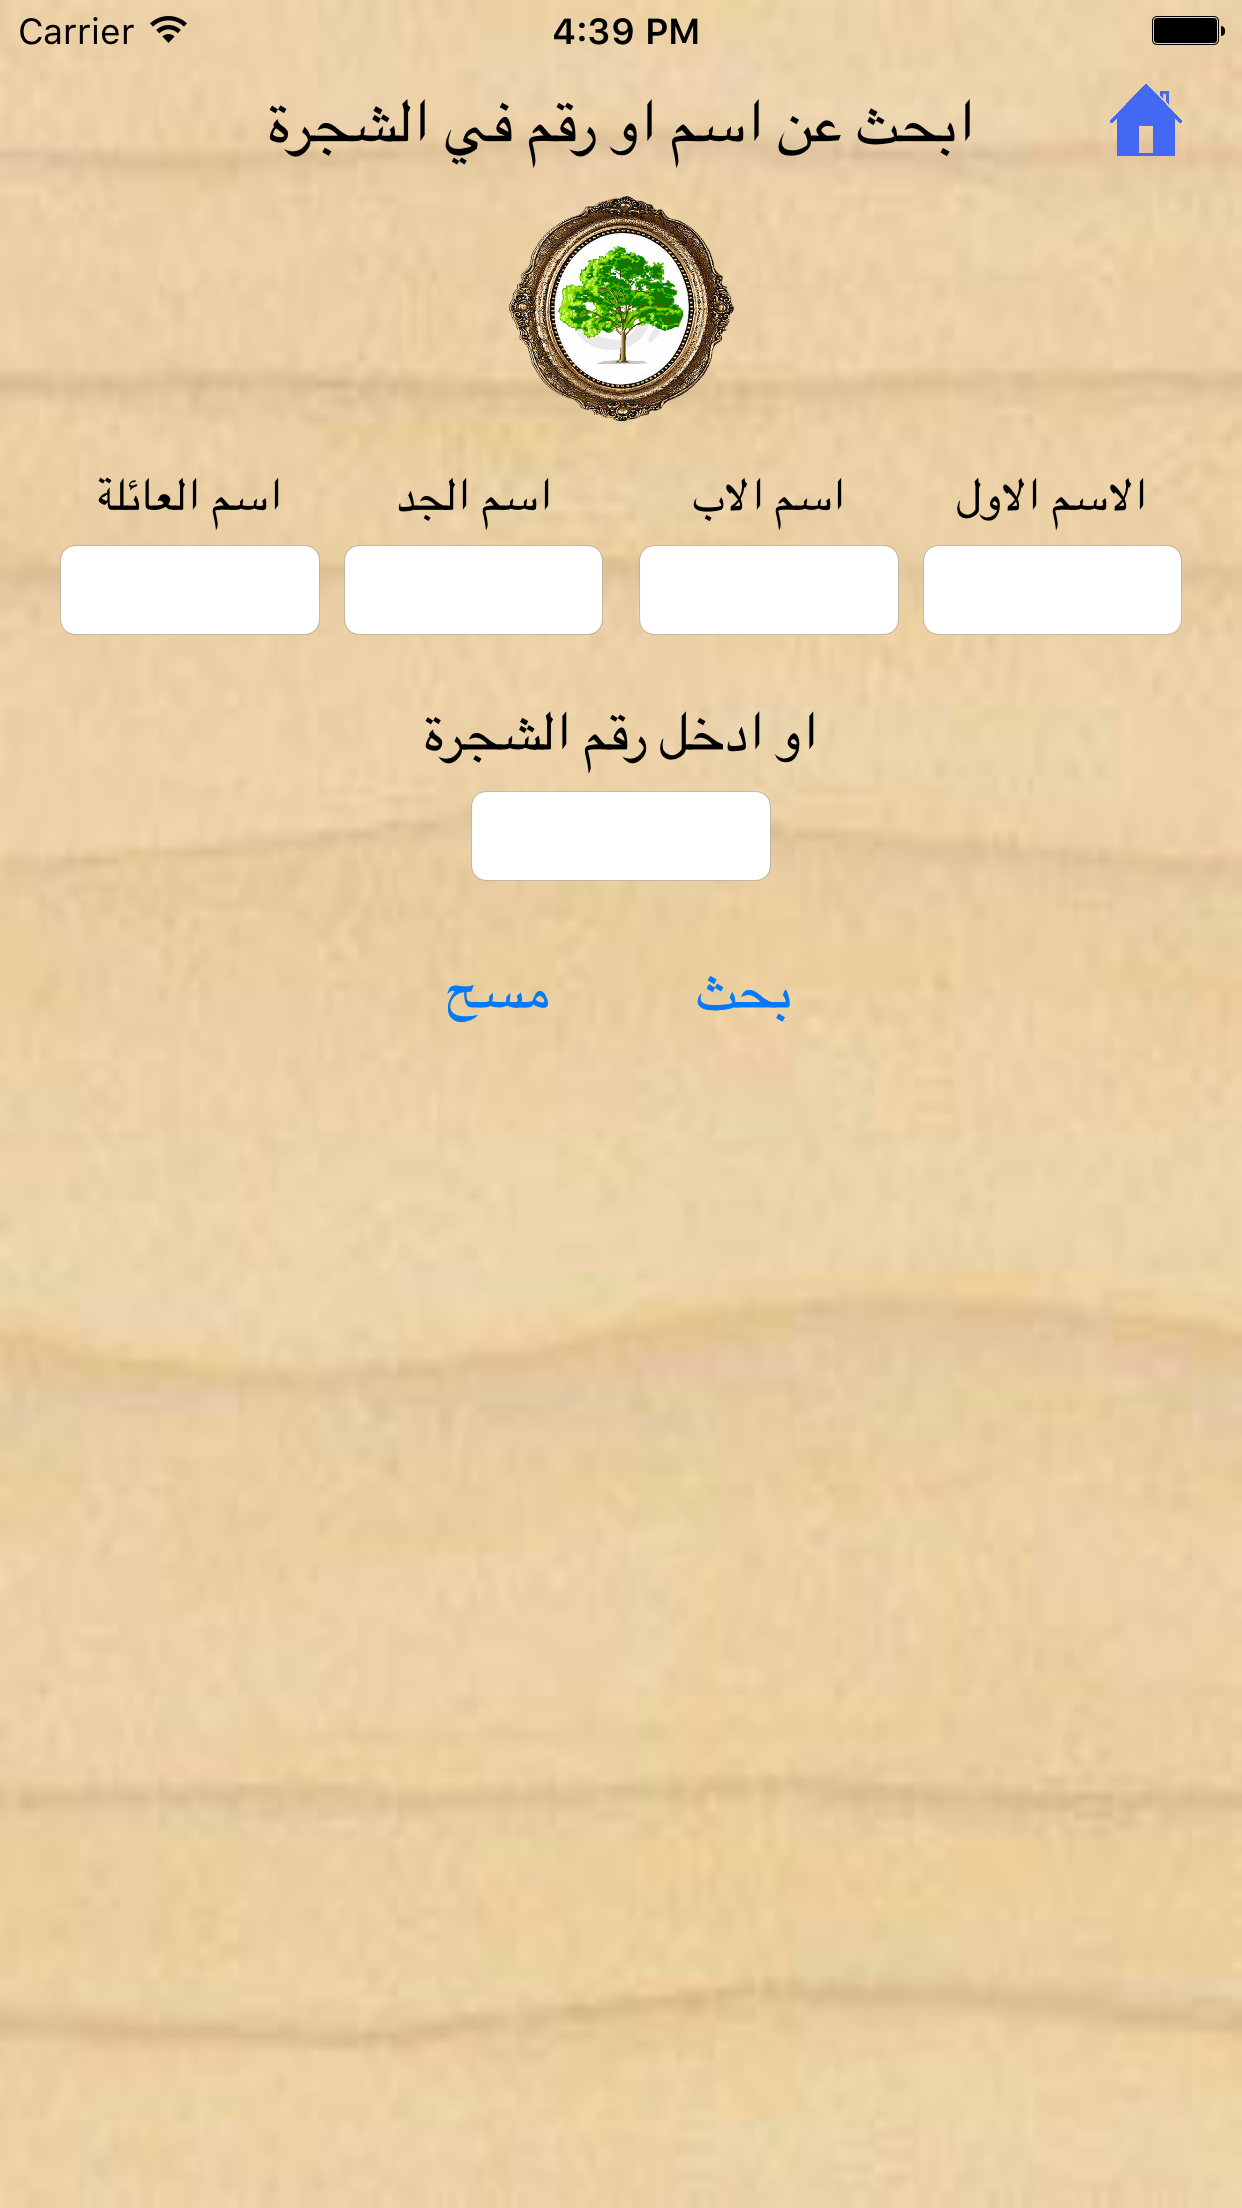 Carrier 4:39 PM
ابحث عن اسم او رقم في الشجرة
الاسم الاول اسم الاب اسم الجد اسم العائلة
او ادخل رقم الشجرة
بحث مسح